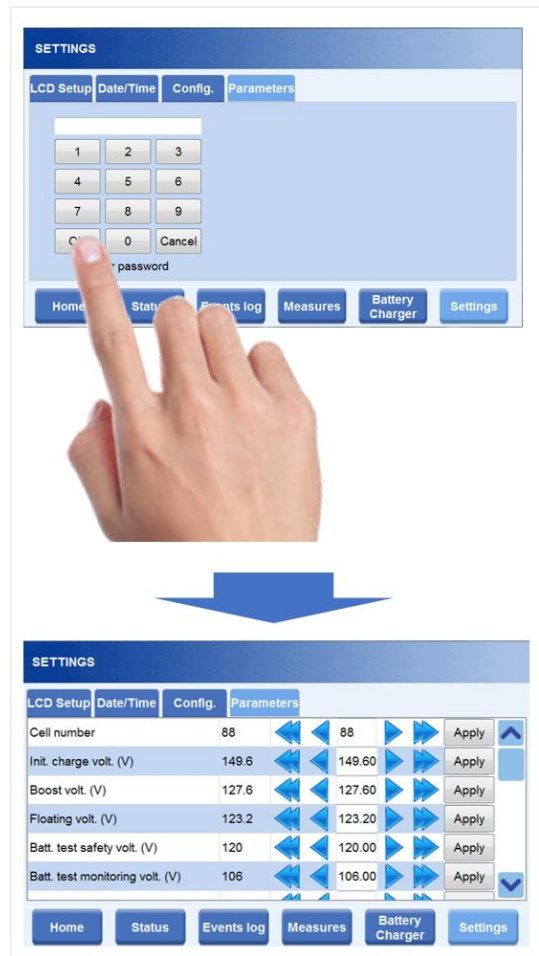 SETTINGS
LCD Setup Date/Time Config. Parameters
1 2 3
4 5 6
7 8 9
0 Cancel
password
Home Events log Measures Battery Charger Settings
SETTINGS
LCD Setup Date/Time Config. Parameters
Cell number 88 88 Apply
Init. charge volt. (V) 149.6 149.60 Apply
Boost volt. (V) 127.6 127.60 Apply
Floating volt. (V) 123.2 123.20 Apply
Batt. test safety volt. (V) 120 120.00 Apply
Batt. test monitoring volt. (V) 106 106.00 Apply
Home Status Events log Measures Battery Charger Settings